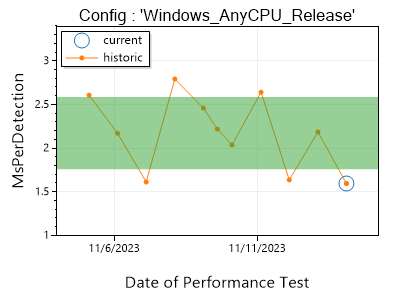 Config : 'Windows_AnyCPU_Release'
current
historic
3
2.5
2
1.5
1
MsPerDetection
11/6/2023
11/11/2023
Date of Performance Test